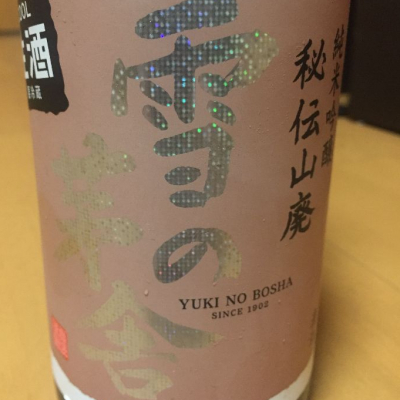 COOL
生酒
純米吟醸
秘伝山廃
雪の
茅舎
YUKI NO BOSHA
SINCE 1902